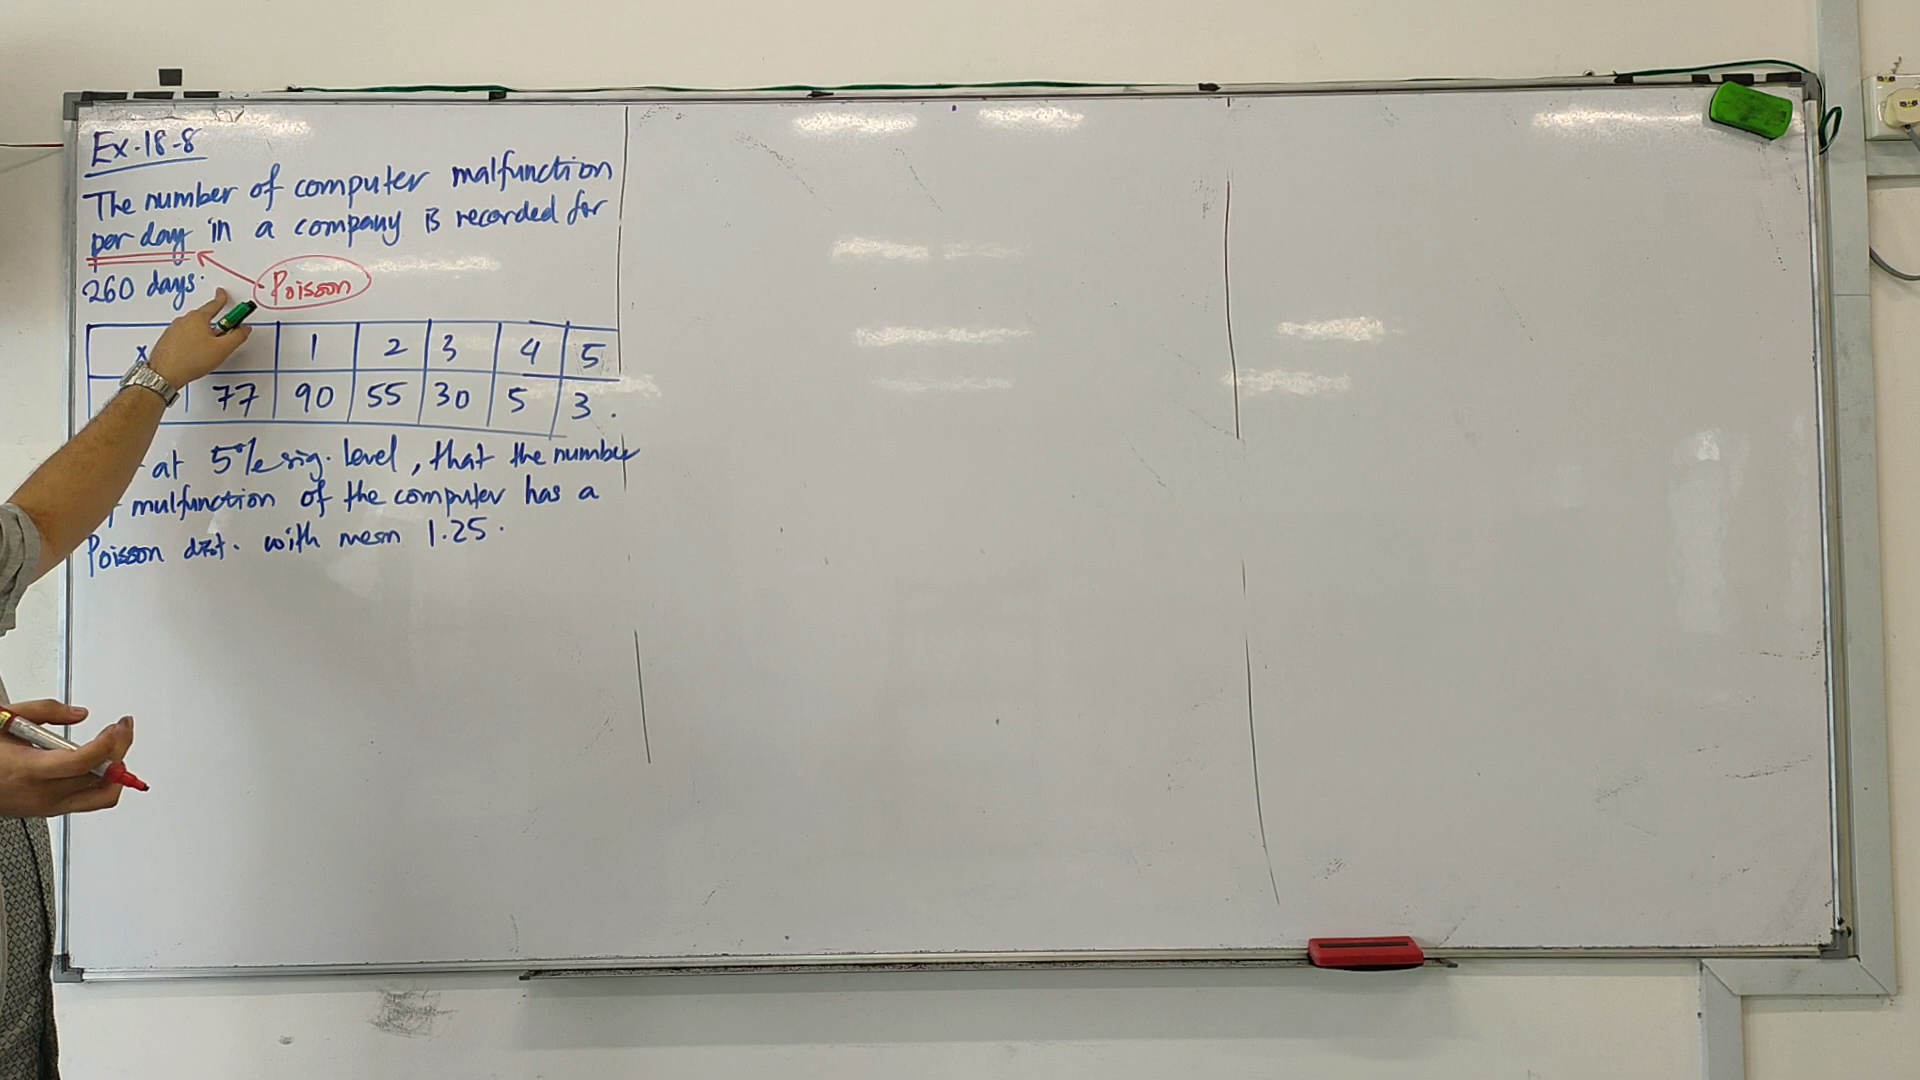 Ex.18-8
The number of computer malfunction
per day in a company is recorded for
260 days.
Poisson
x 1 2 3 4 5
77 90 55 30 5 3.
at 5% sig. level, that the number
mulfunction of the computer has a
Poisson dist. with mean 1.25.